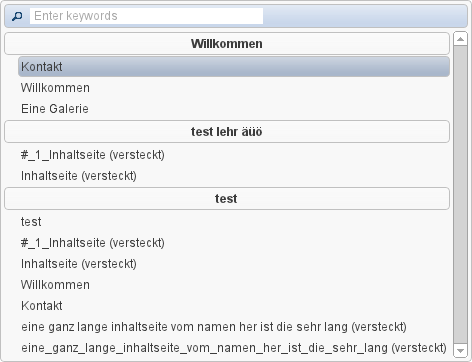 Enter keywords
Willkommen
Kontakt
Willkommen
Eine Galerie
test lehr äüö
#_1_Inhaltseite (versteckt)
Inhaltseite (versteckt)
test
test
#_1_Inhaltseite (versteckt)
Inhaltseite (versteckt)
Willkommen
Kontakt
eine ganz lange inhaltseite vom namen her ist die sehr lang (versteckt)
eine_ganz_lange_inhaltseite_vom_namen_her_ist_die_sehr_lang (versteckt)